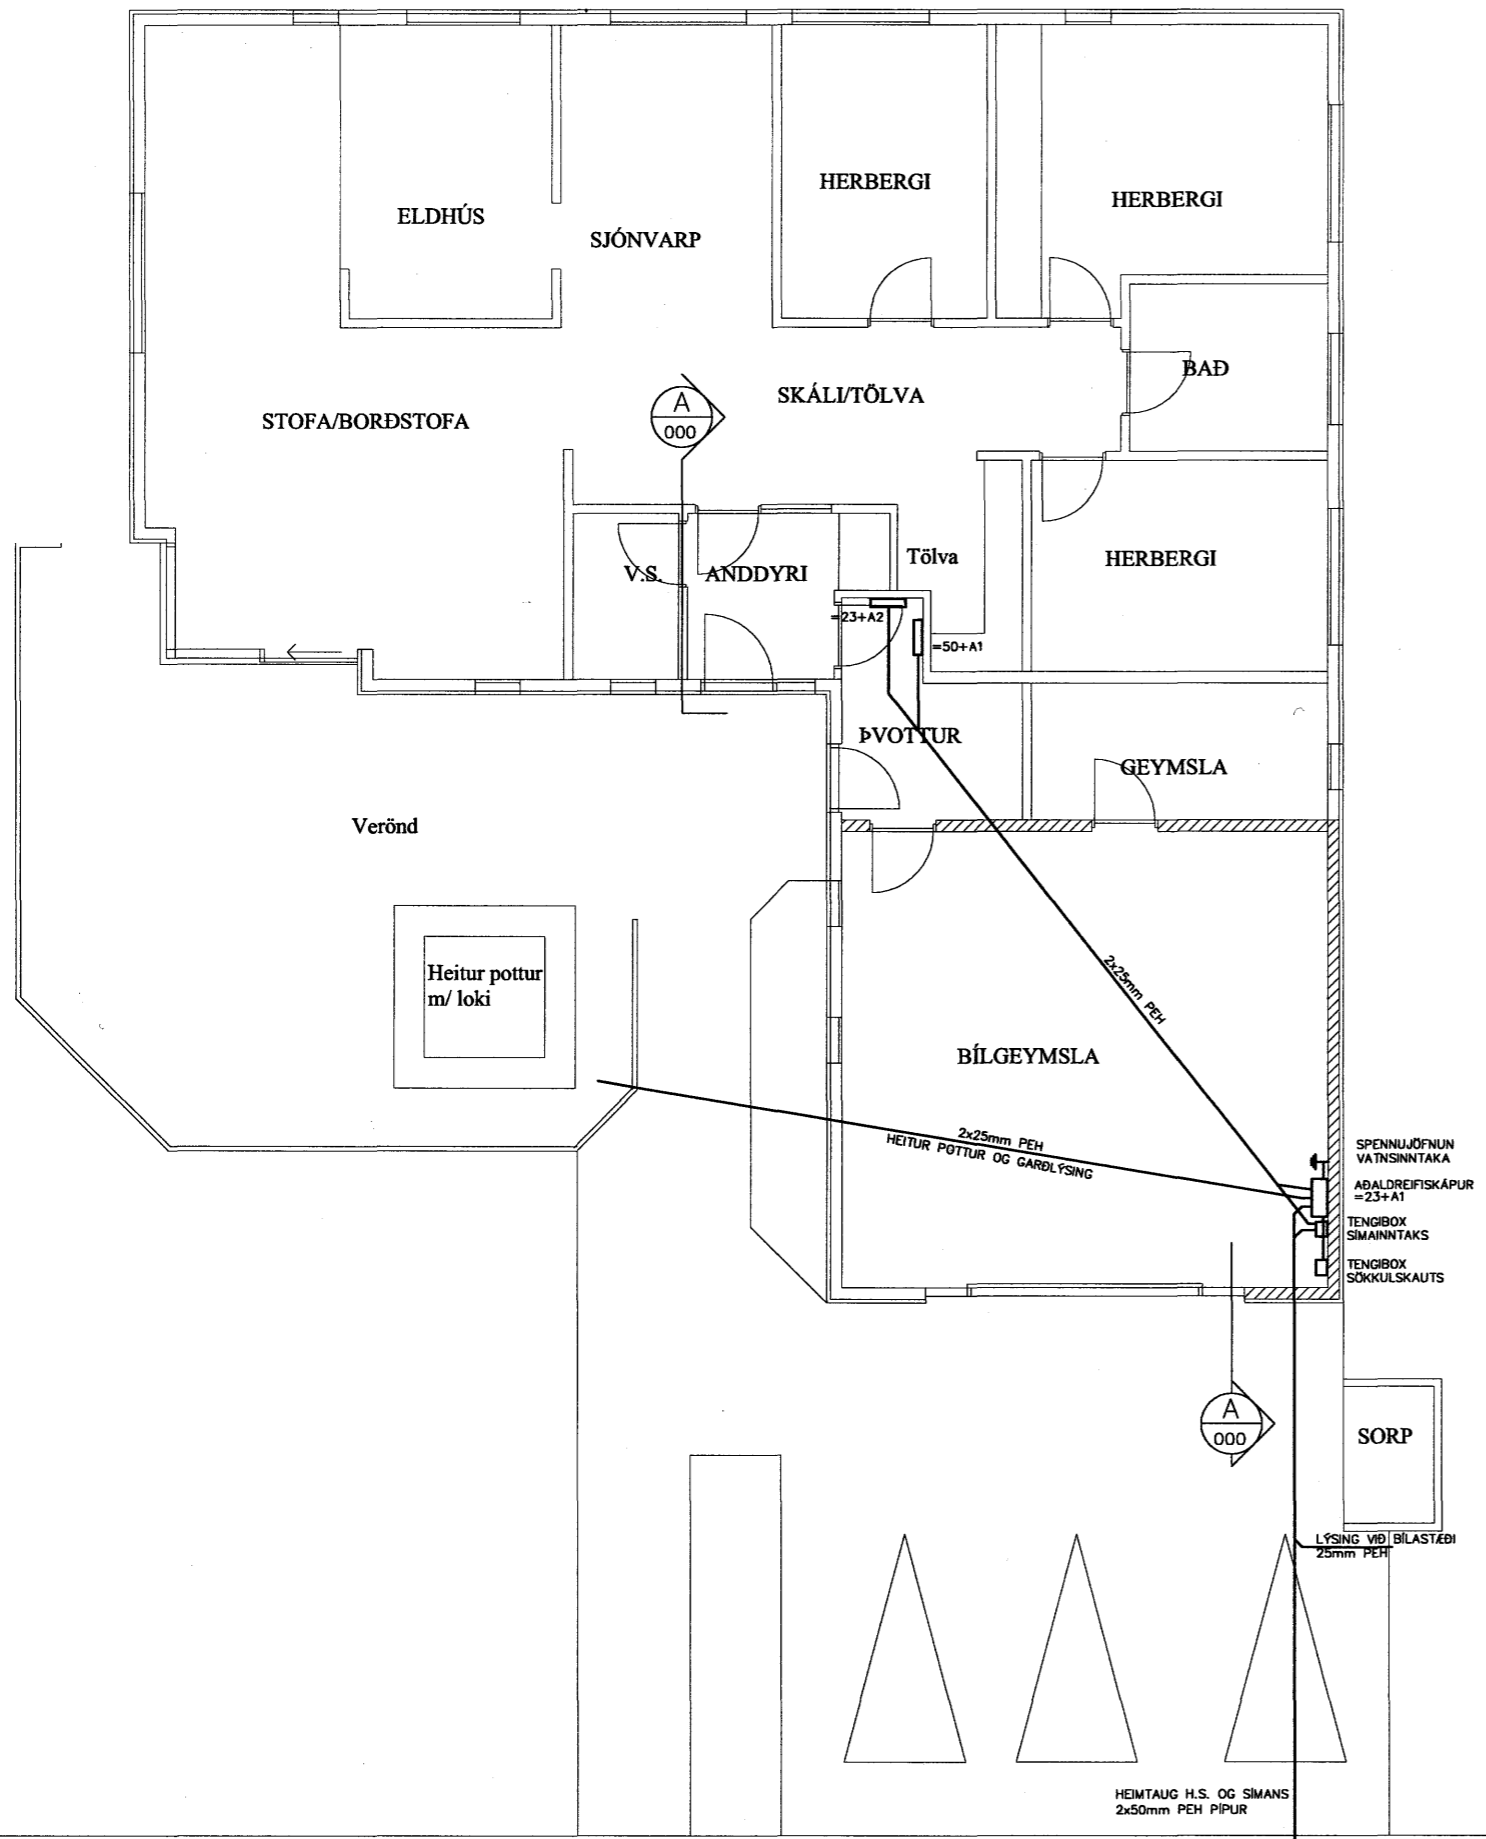 HERBERGI
HERBERGI
ELDHÚS
SJÓNVARP
BAÐ
SKÁLI/TÖLVA
A
000
STOFA/BORÐSTOFA
Tölva
HERBERGI
V.S.
ANDDYRI
=23+A2
=50+A1
ÞVOTTUR
GEYMSLA
Verönd
Heitur pottur
m/ loki
2x25mm PEH
BÍLGEYMSLA
2x25mm PEH
HEITUR POTTUR OG GARÐLÝSING
SPENNUJÖFNUN
VATNSINNTAKA
AÐALDREIFISKÁPUR
=23+A1
TENGIBOX
SÍMAINNTAKS
TENGIBOX
SÖKKULSKAUTS
A
000
SORP
LÝSING VIÐ BÍLASTÆÐI
25mm PEH
HEIMTAUG H.S. OG SÍMANS
2x50mm PEH PÍPUR